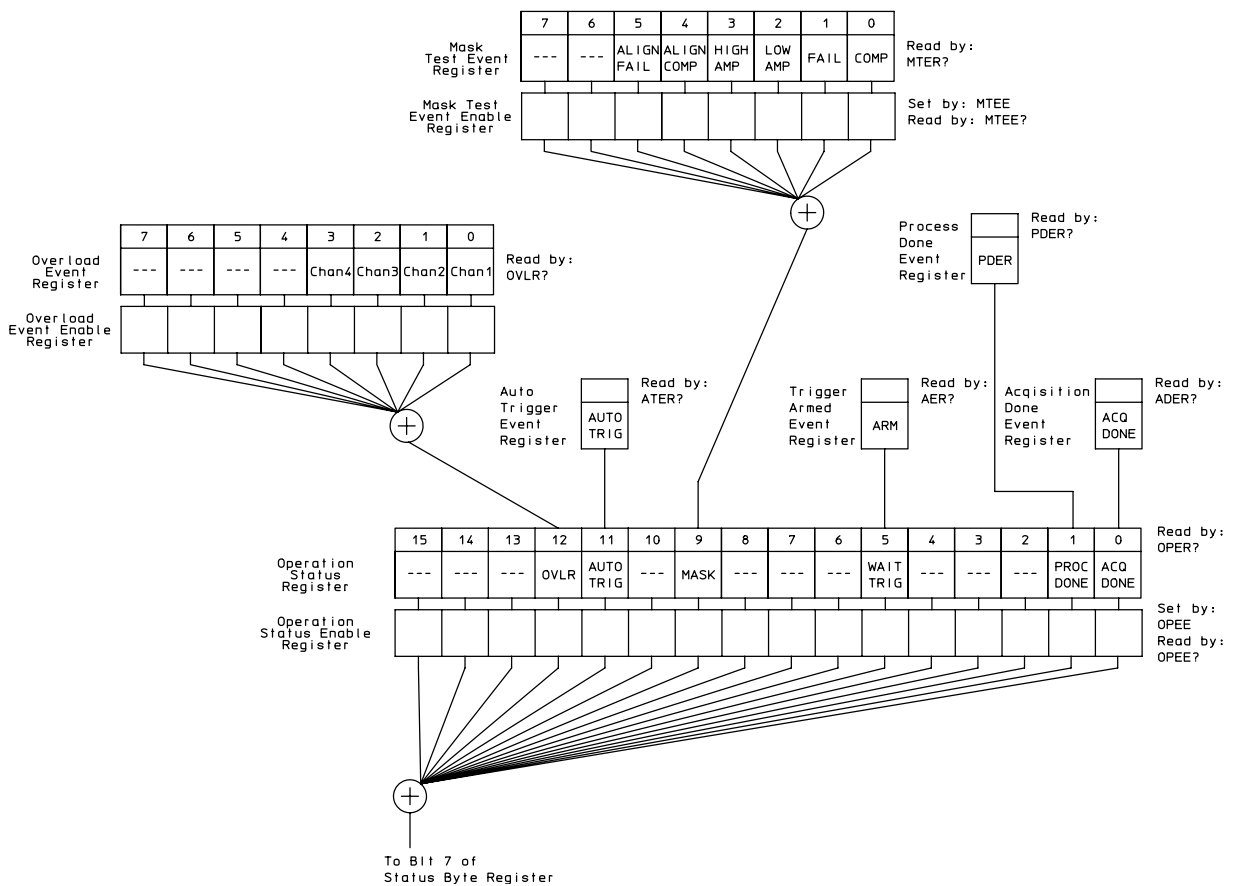 7 6 5 4 3 2 1 0
Mask
Test Event
Register
--- --- ALIGN FAIL ALIGN COMP HIGH AMP LOW AMP FAIL COMP
Read by:
MTER?
Mask Test
Event Enable
Register
Set by: MTEE
Read by: MTEE?
+
7 6 5 4 3 2 1 0
Overload
Event
Register
--- --- --- --- Chan4 Chan3 Chan2 Chan1
Read by:
OVLR?
Overload
Event Enable
Register
+
Process
Done
Event
Register
PDER
Read by:
PDER?
Auto
Trigger
Event
Register
AUTO
TRIG
Read by:
ATER?
Trigger
Armed
Event
Register
ARM
Read by:
AER?
Acqisition
Done
Event
Register
ACQ
DONE
Read by:
ADER?
15 14 13 12 11 10 9 8 7 6 5 4 3 2 1 0
Operation
Status
Register
--- --- --- OVLR AUTO TRIG --- MASK --- --- --- WAIT TRIG --- --- --- PROC DONE ACQ DONE
Read by:
OPER?
Operation
Status Enable
Register
Set by:
OPEE
Read by:
OPEE?
+
To BIt 7 of
Status Byte Register